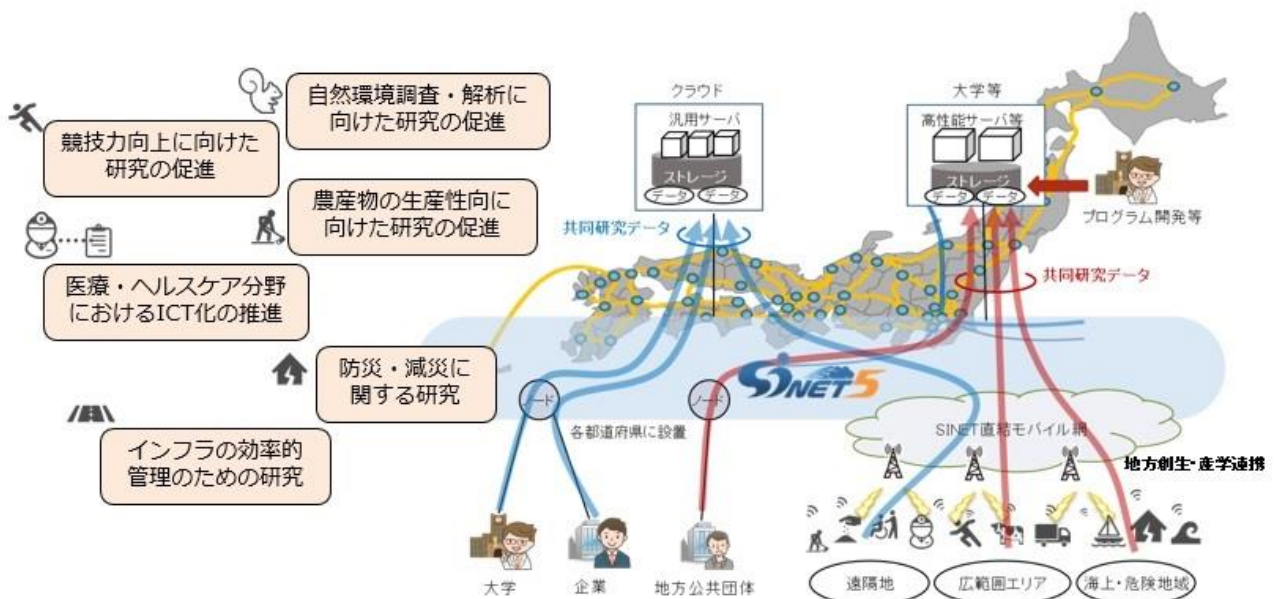 自然環境調査・解析に
向けた研究の促進
競技力向上に向けた
研究の促進
農産物の生産性向に
向けた研究の促進
医療・ヘルスケア分野
におけるICT化の推進
防災・減災に
関する研究
インフラの効率的
管理のための研究
クラウド
汎用サーバ
ストレージ
データ
データ
共同研究データ
大学等
高性能サーバ等
ストレージ
データ
データ
プログラム開発等
共同研究データ
SINET5
ノード
ノード
各都道府県に設置
SINET直結モバイル網
地方創生・産学連携
大学
企業
地方公共団体
遠隔地
広範囲エリア
海上・危険地域